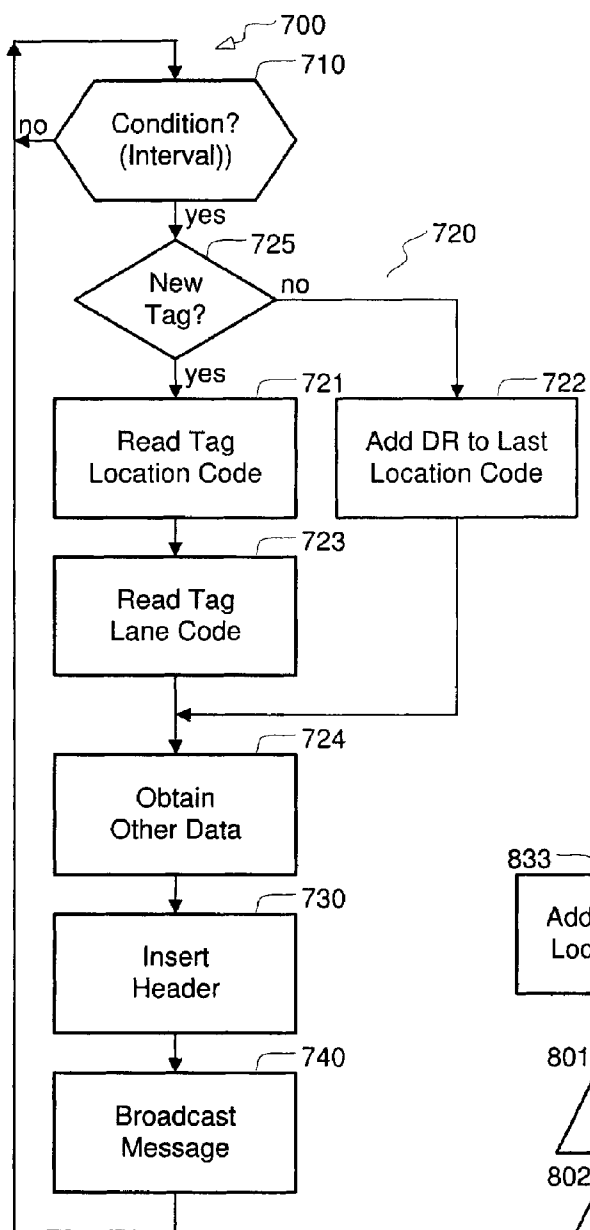 700
710
no
Condition?
(Interval))
yes
725
720
New
Tag?
no
yes
721
722
Read Tag
Location Code
Add DR to Last
Location Code
723
Read Tag
Lane Code
724
Obtain
Other Data
833
730
Add
Loc
Insert
Header
740
801
Broadcast
Message
802